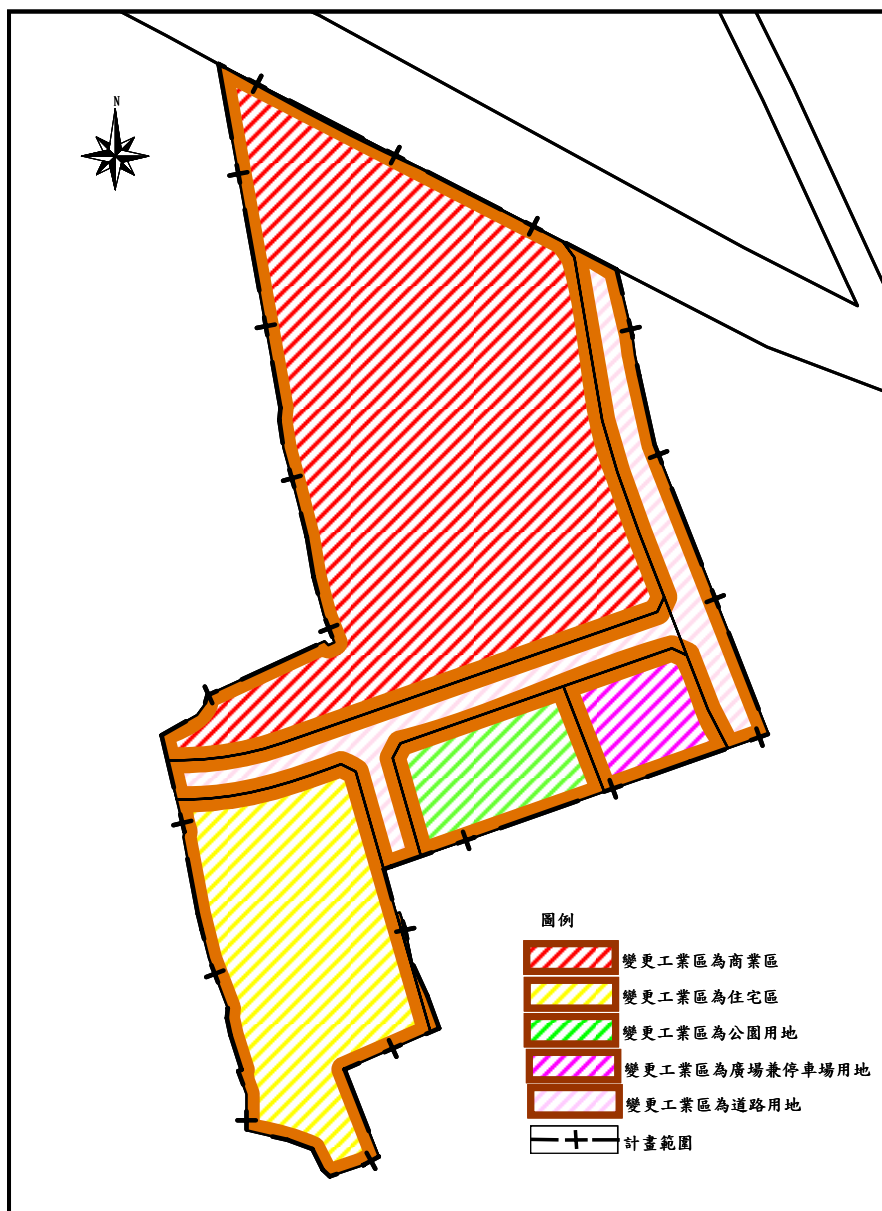 N
圖例
變更工業區為商業區
變更工業區為住宅區
變更工業區為公園用地
變更工業區為廣場兼停車場用地
變更工業區為道路用地
計畫範圍